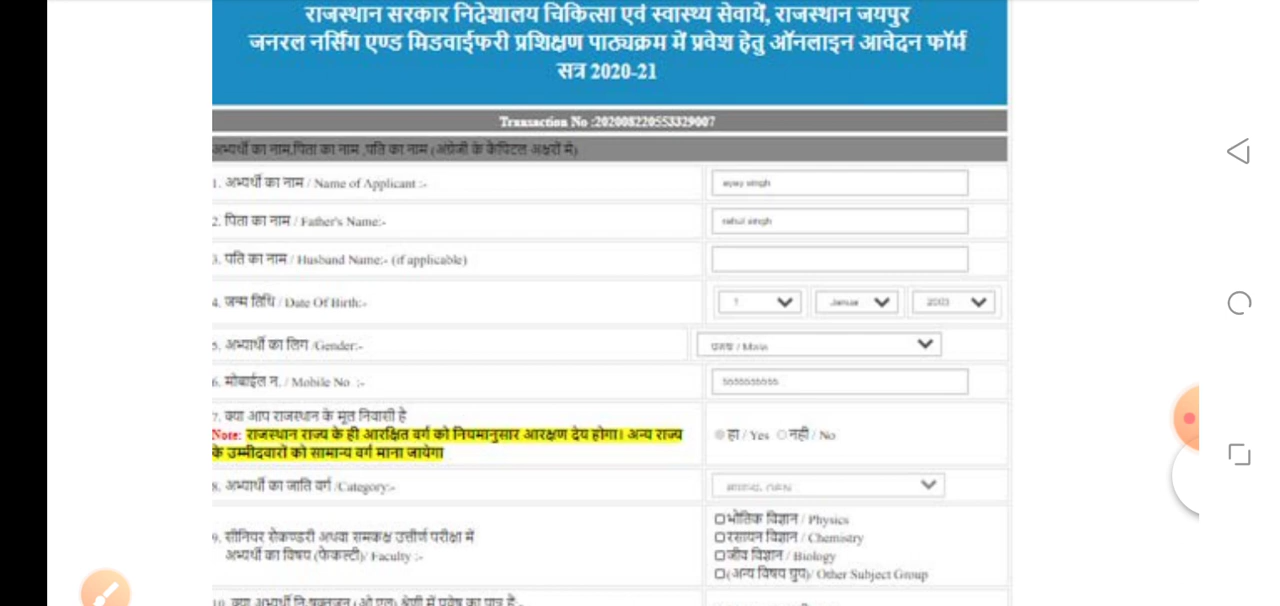 राजस्थान सरकार निदेशालय चिकित्सा एवं स्वास्थ्य सेवायें, राजस्थान जयपुर
जनरल नर्सिंग एण्ड मिडवाईफरी प्रशिक्षण पाठ्यक्रम में प्रवेश हेतु ऑनलाइन आवेदन फॉर्म
सत्र 2020-21
Transaction No :202008220553329007
अभ्यर्थी का नाम,पिता का नाम ,पति का नाम (अंग्रेजी के केपिटल अक्षरों में)
1. अभ्यर्थी का नाम / Name of Applicant :-
singh
2. पिता का नाम / Father's Name:-
rahul singh
3. पति का नाम / Husband Name:- (if applicable)
4. जन्म तिथि / Date Of Birth:-
1 Janua 2003
5. अभ्यार्थी का लिंग /Gender:-
पुरुष / Male
6. मोबाईल न. / Mobile No :-
7. क्या आप राजस्थान के मूल निवासी है
Note: राजस्थान राज्य के ही आरक्षित वर्ग को नियमानुसार आरक्षण देय होगा। अन्य राज्य
के उम्मीदवारों को सामान्य वर्ग माना जायेगा
हा / Yes नही / No
8. अभ्यार्थी का जाति वर्ग /Category:-
9. सीनियर सेकण्डरी अथवा समकक्ष उत्तीर्ण परीक्षा में
अभ्यार्थी का विषय (फेकल्टी)/ Faculty :-
भौतिक विज्ञान / Physics
रसायन विज्ञान / Chemistry
जीव विज्ञान / Biology
(अन्य विषय ग्रुप)/ Other Subject Group